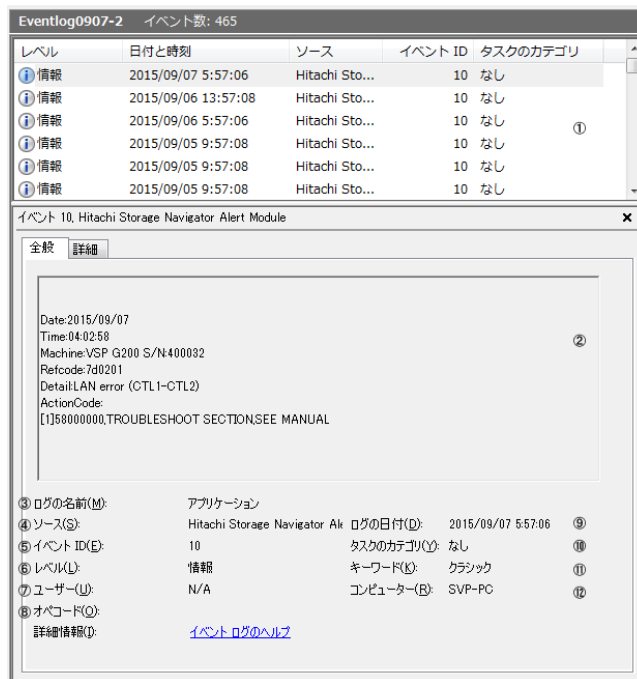 Eventlog0907-2 イベント数: 465
レベル 日付と時刻 ソース イベント ID タスクのカテゴリ
情報 2015/09/07 5:57:06 Hitachi Sto... 10 なし
情報 2015/09/06 13:57:08 Hitachi Sto... 10 なし
情報 2015/09/06 5:57:06 Hitachi Sto... 10 なし ①
情報 2015/09/05 9:57:08 Hitachi Sto... 10 なし
情報 2015/09/05 9:57:08 Hitachi Sto... 10 なし
情報 2015/09/05 9:57:08 Hitachi Sto... 10 なし
イベント 10, Hitachi Storage Navigator Alert Module
全般 詳細
Date:2015/09/07
Time:04:02:58 ②
Machine:VSP G200 S/N:400032
Refcode:7d0201
Detail:LAN error (CTL1-CTL2)
ActionCode:
[1]58000000,TROUBLESHOOT SECTION,SEE MANUAL
③ ログの名前(M): アプリケーション
④ ソース(S): Hitachi Storage Navigator Ale ログの日付(D): 2015/09/07 5:57:06 ⑨
⑤ イベント ID(E): 10 タスクのカテゴリ(Y): なし ⑩
⑥ レベル(L): 情報 キーワード(K): クラシック ⑪
⑦ ユーザー(U): N/A コンピューター(R): SVP-PC ⑫
⑧ オペコード(O):
詳細情報(I): イベント ログのヘルプ